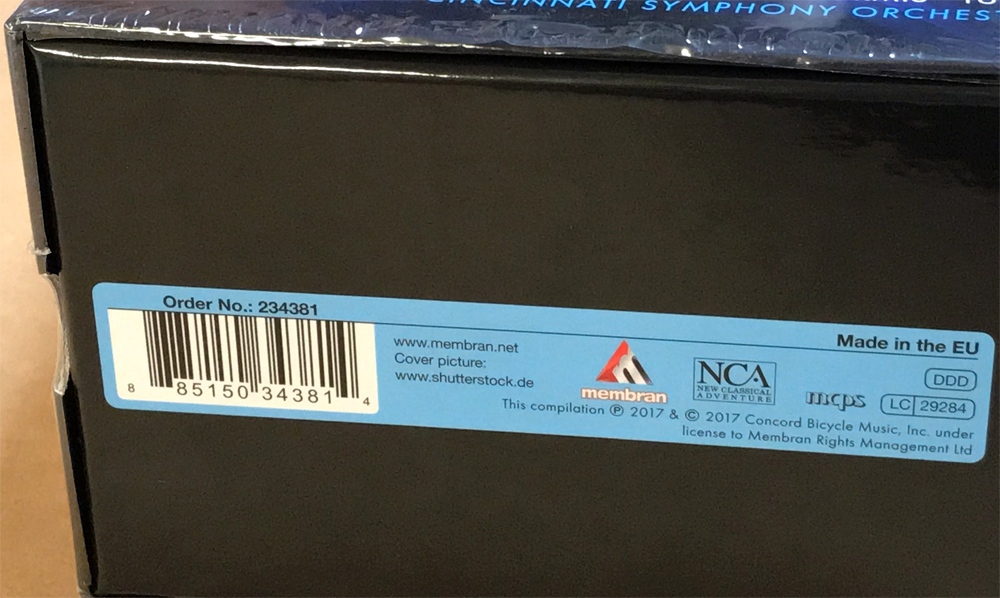 CINCINNATI SYMPHONY ORCHES
Order No.: 234381
Made in the EU
8 85150 34381 4
www.membran.net
Cover picture:
www.shutterstock.de
membran
NCA
NEW CLASSICAL
ADVENTURE
mcps
DDD
LC 29284
This compilation ℗ 2017 & © 2017 Concord Bicycle Music, Inc. under
license to Membran Rights Management Ltd